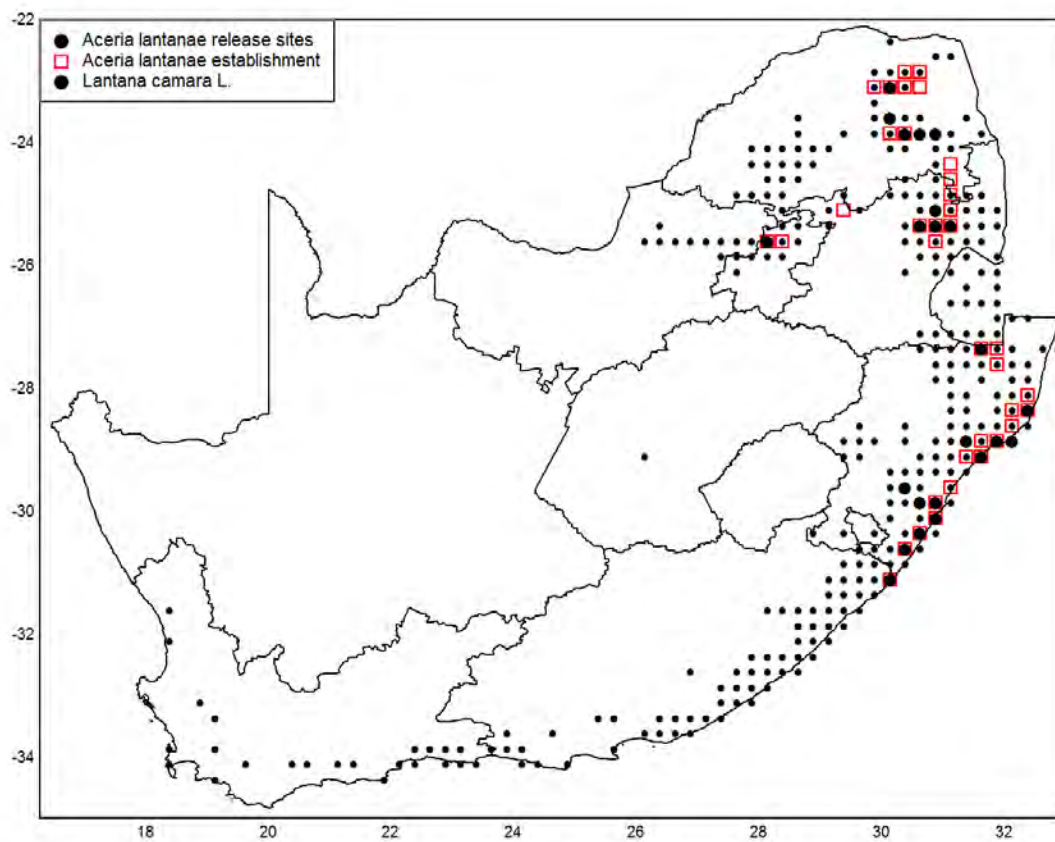 Aceria lantanae release sites
Aceria lantanae establishment
Lantana camara L.
-22
-24
-26
-28
-30
-32
-34
18 20 22 24 26 28 30 32